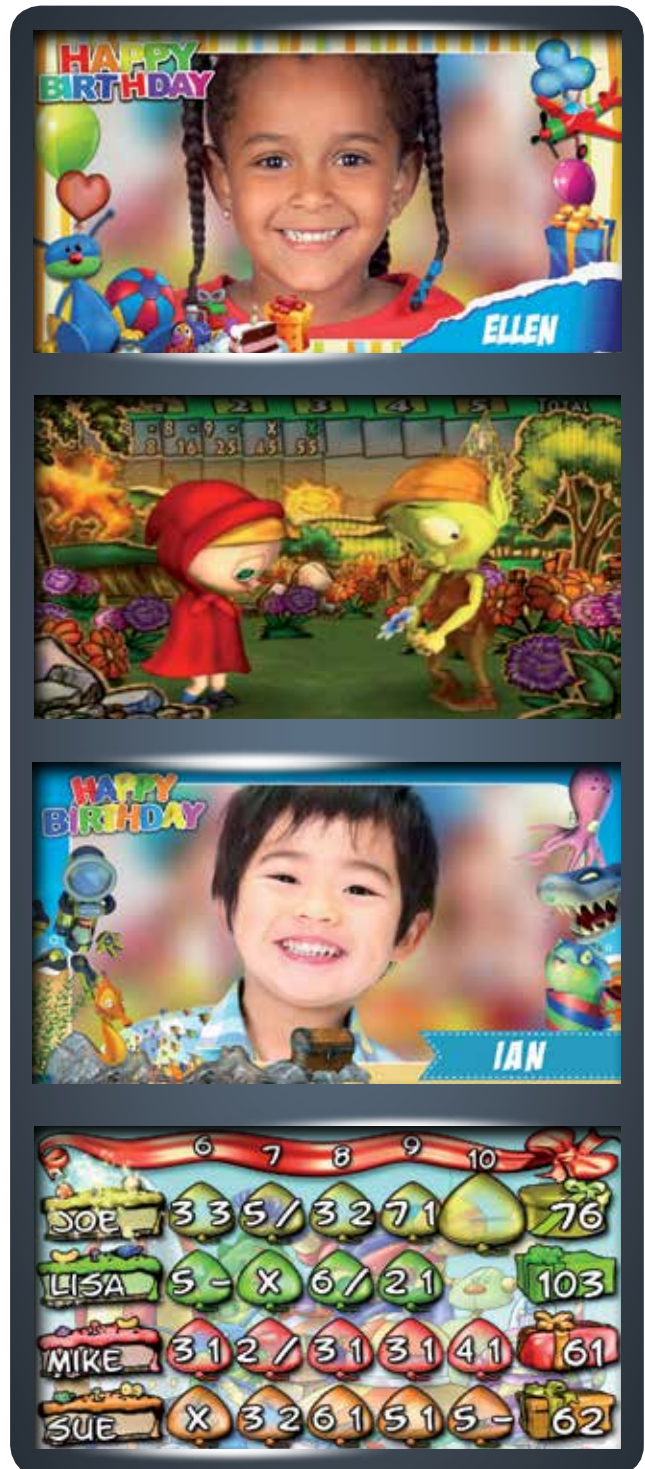 HAPPY
BIRTHDAY
ELLEN
2 3 4 5 TOTAL
- 8 - 9 - X X
8 16 25 45 55
HAPPY
BIRTHDAY
IAN
6 7 8 9 10
JOE 3 3 5 / 3 2 7 1 76
LISA 5 - X 6 / 2 1 103
MIKE 3 1 2 / 3 1 3 1 4 1 61
SUE X 3 2 6 1 5 1 5 - 62